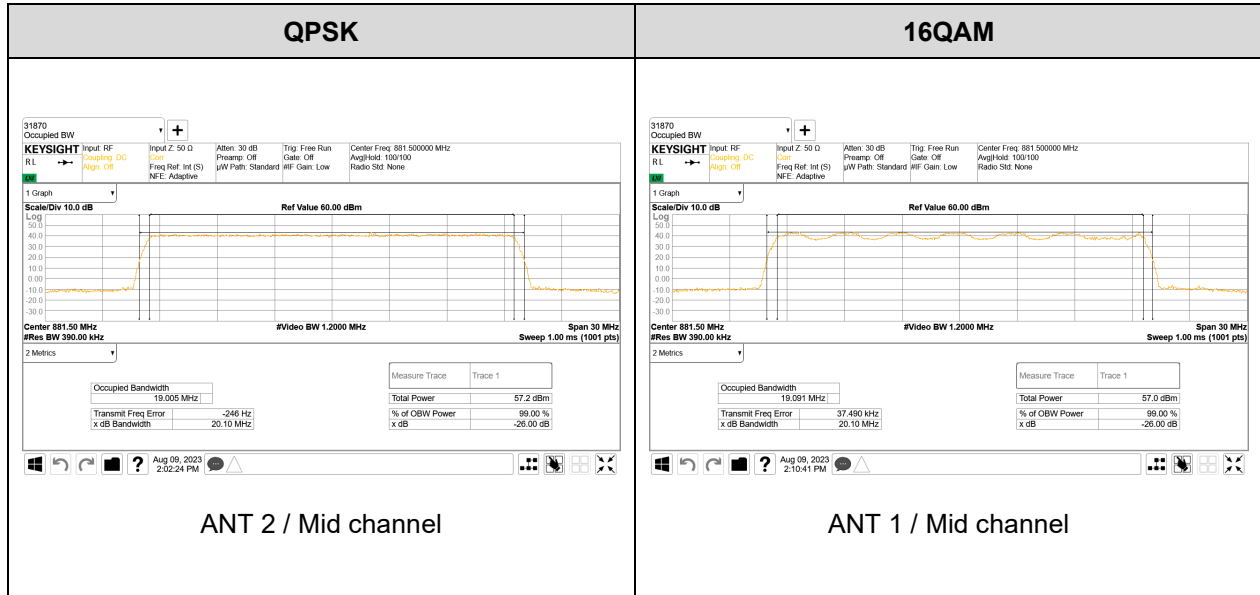 QPSK
16QAM
31870
Occupied BW
KEYSIGHT
R L
Input: RF
Coupling: DC
Align: Off
Input Z: 50 Ω
Corr
Freq Ref: Int (S)
NFE: Adaptive
Atten: 30 dB
Preamp: Off
µW Path: Standard
Trig: Free Run
Gate: Off
#IF Gain: Low
Center Freq: 881.500000 MHz
Avg|Hold: 100/100
Radio Std: None
1 Graph
Scale/Div 10.0 dB
Ref Value 60.00 dBm
Log
50.0
40.0
30.0
20.0
10.0
0.00
-10.0
-20.0
-30.0
Center 881.50 MHz
#Video BW 1.2000 MHz
Span 30 MHz
#Res BW 390.00 kHz
Sweep 1.00 ms (1001 pts)
2 Metrics
Measure Trace Trace 1
Occupied Bandwidth
19.005 MHz
Total Power 57.2 dBm
Transmit Freq Error -246 Hz
% of OBW Power 99.00 %
x dB Bandwidth 20.10 MHz
x dB -26.00 dB
?
Aug 09, 2023
2:02:24 PM
ANT 2 / Mid channel
31870
Occupied BW
KEYSIGHT
R L
Input: RF
Coupling: DC
Align: Off
Input Z: 50 Ω
Corr
Freq Ref: Int (S)
NFE: Adaptive
Atten: 30 dB
Preamp: Off
µW Path: Standard
Trig: Free Run
Gate: Off
#IF Gain: Low
Center Freq: 881.500000 MHz
Avg|Hold: 100/100
Radio Std: None
1 Graph
Scale/Div 10.0 dB
Ref Value 60.00 dBm
Log
50.0
40.0
30.0
20.0
10.0
0.00
-10.0
-20.0
-30.0
Center 881.50 MHz
#Video BW 1.2000 MHz
Span 30 MHz
#Res BW 390.00 kHz
Sweep 1.00 ms (1001 pts)
2 Metrics
Measure Trace Trace 1
Occupied Bandwidth
19.091 MHz
Total Power 57.0 dBm
Transmit Freq Error 37.490 kHz
% of OBW Power 99.00 %
x dB Bandwidth 20.10 MHz
x dB -26.00 dB
?
Aug 09, 2023
2:10:41 PM
ANT 1 / Mid channel